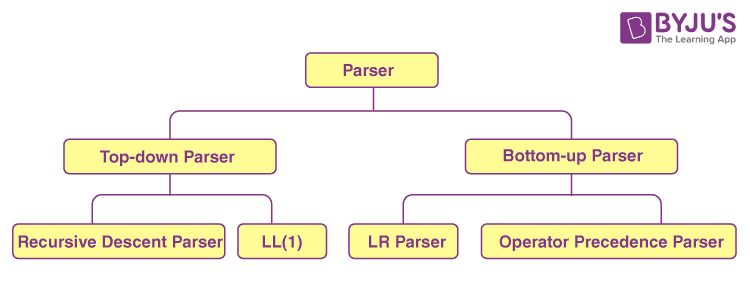 BYJU'S
The Learning App
Parser
Top-down Parser
Bottom-up Parser
Recursive Descent Parser
LL(1)
LR Parser
Operator Precedence Parser